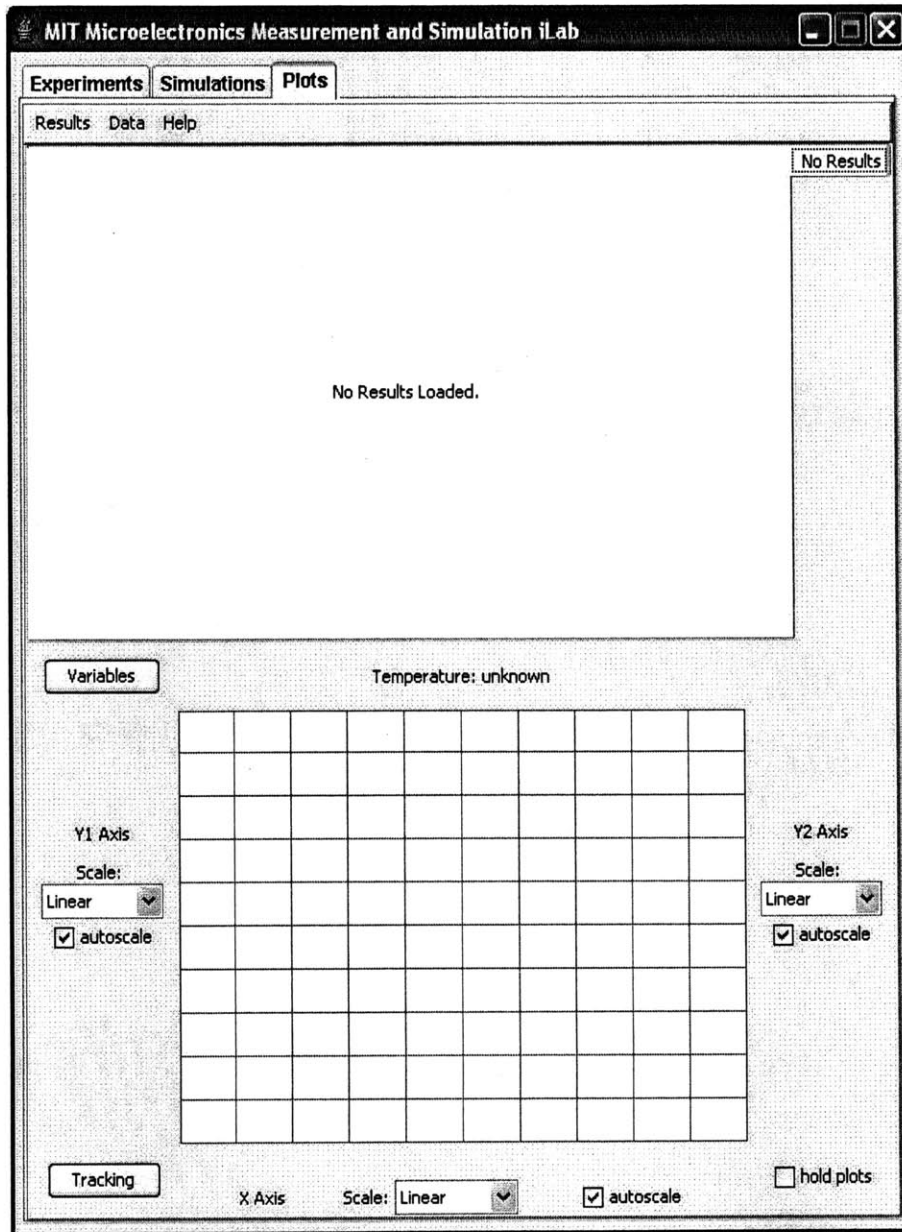 MIT Microelectronics Measurement and Simulation iLab
Experiments Simulations Plots
Results Data Help
No Results
No Results Loaded.
Variables
Temperature: unknown
Y1 Axis
Scale:
Linear
autoscale
Y2 Axis
Scale:
Linear
autoscale
Tracking
X Axis Scale: Linear autoscale
hold plots